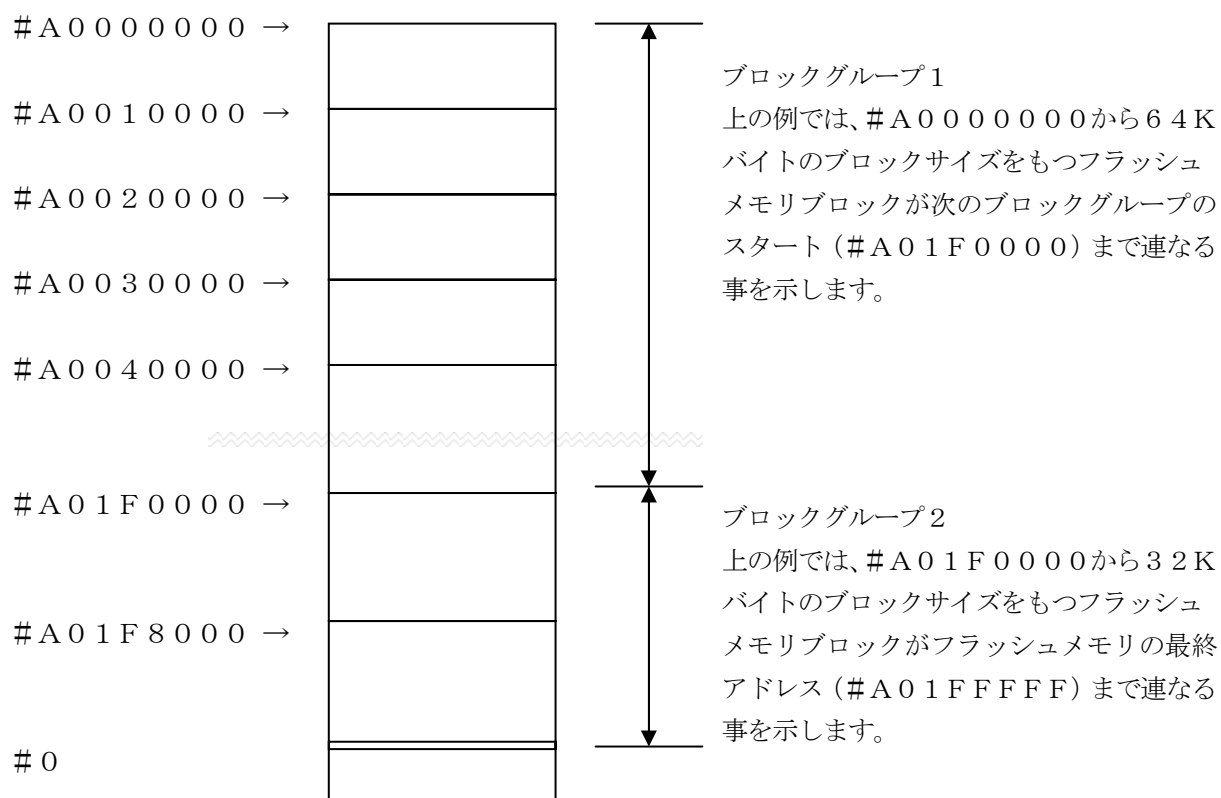 #A0000000 →
#A0010000 →
#A0020000 →
#A0030000 →
#A0040000 →
#A01F0000 →
#A01F8000 →
#0
ブロックグループ1
上の例では、#A0000000から64K
バイトのブロックサイズをもつフラッシュ
メモリブロックが次のブロックグループの
スタート(#A01F0000)まで連なる
事を示します。
ブロックグループ2
上の例では、#A01F0000から32K
バイトのブロックサイズをもつフラッシュ
メモリブロックがフラッシュメモリの最終
アドレス(#A01FFFFF)まで連なる
事を示します。